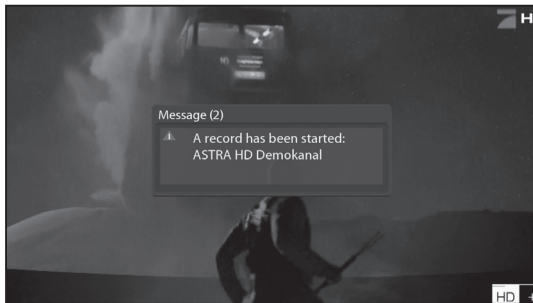 H
Message (2)
A record has been started:
ASTRA HD Demokanal
HD +